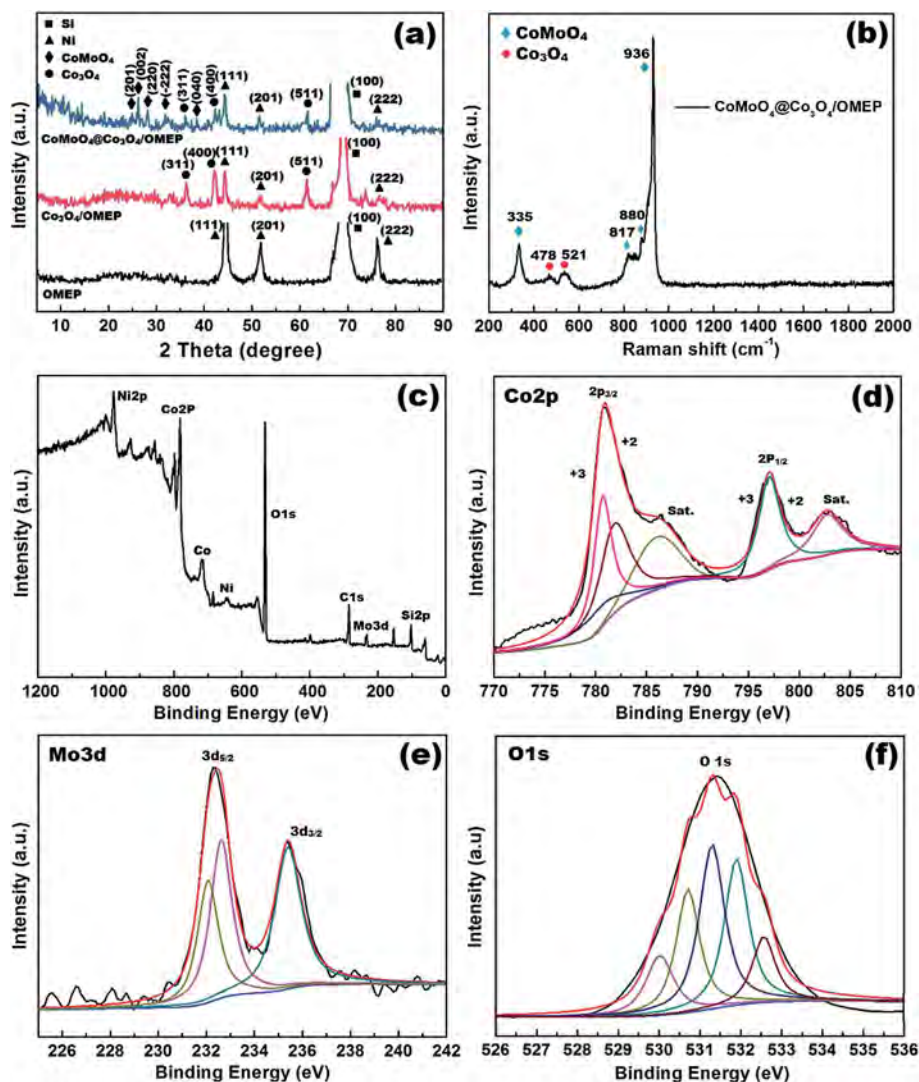 (a)
■ Si
▲ Ni
◆ CoMoO₄
● Co₃O₄
(201)
(002)
(220)
(-222)
(311)
(040)
(400)
(111)
(201)
(511)
(100)
(222)
CoMoO₄@Co₃O₄/OMEP
(311)
(400)
(111)
(201)
(511)
(100)
(222)
Co₃O₄/OMEP
(111)
(201)
(100)
(222)
OMEP
Intensity (a.u.)
10 20 30 40 50 60 70 80 90
2 Theta (degree)
(b)
CoMoO₄
Co₃O₄
936
CoMoO₄@Co₃O₄/OMEP
335
478
521
817
880
Intensity (a.u.)
200 400 600 800 1000 1200 1400 1600 1800 2000
Raman shift (cm⁻¹)
(c)
Ni2p
Co2P
O1s
Co
Ni
C1s
Mo3d
Si2p
Intensity (a.u.)
1200 1000 800 600 400 200 0
Binding Energy (eV)
(d)
Co2p
2p₃/₂
+3
+2
Sat.
2P₁/₂
+3
+2
Sat.
Intensity (a.u.)
770 775 780 785 790 795 800 805 810
Binding Energy (eV)
(e)
Mo3d
3d₅/₂
3d₃/₂
Intensity (a.u.)
226 228 230 232 234 236 238 240 242
Binding Energy (eV)
(f)
O1s
O 1s
Intensity (a.u)
526 527 528 529 530 531 532 533 534 535 536
Binding Energy (eV)